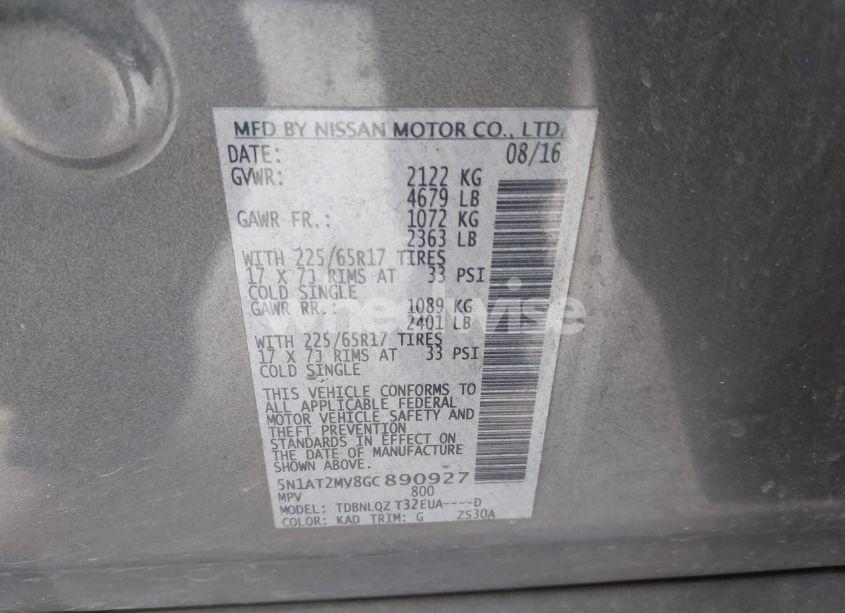 MFD BY NISSAN MOTOR CO., LTD.
DATE: 08/16
GVWR: 2122 KG
4679 LB
GAWR FR.: 1072 KG
2363 LB
WITH 225/65R17 TIRES
17 X 7J RIMS AT 33 PSI
COLD SINGLE
GAWR RR.: 1089 KG
2401 LB
WITH 225/65R17 TIRES
17 X 7J RIMS AT 33 PSI
COLD SINGLE
THIS VEHICLE CONFORMS TO
ALL APPLICABLE FEDERAL
MOTOR VEHICLE SAFETY AND
THEFT PREVENTION
STANDARDS IN EFFECT ON
THE DATE OF MANUFACTURE
SHOWN ABOVE.
5N1AT2MV8GC890927
MPV 800
MODEL: TDBNLQZ T32EUA----D
COLOR: KAD TRIM: G ZS30A